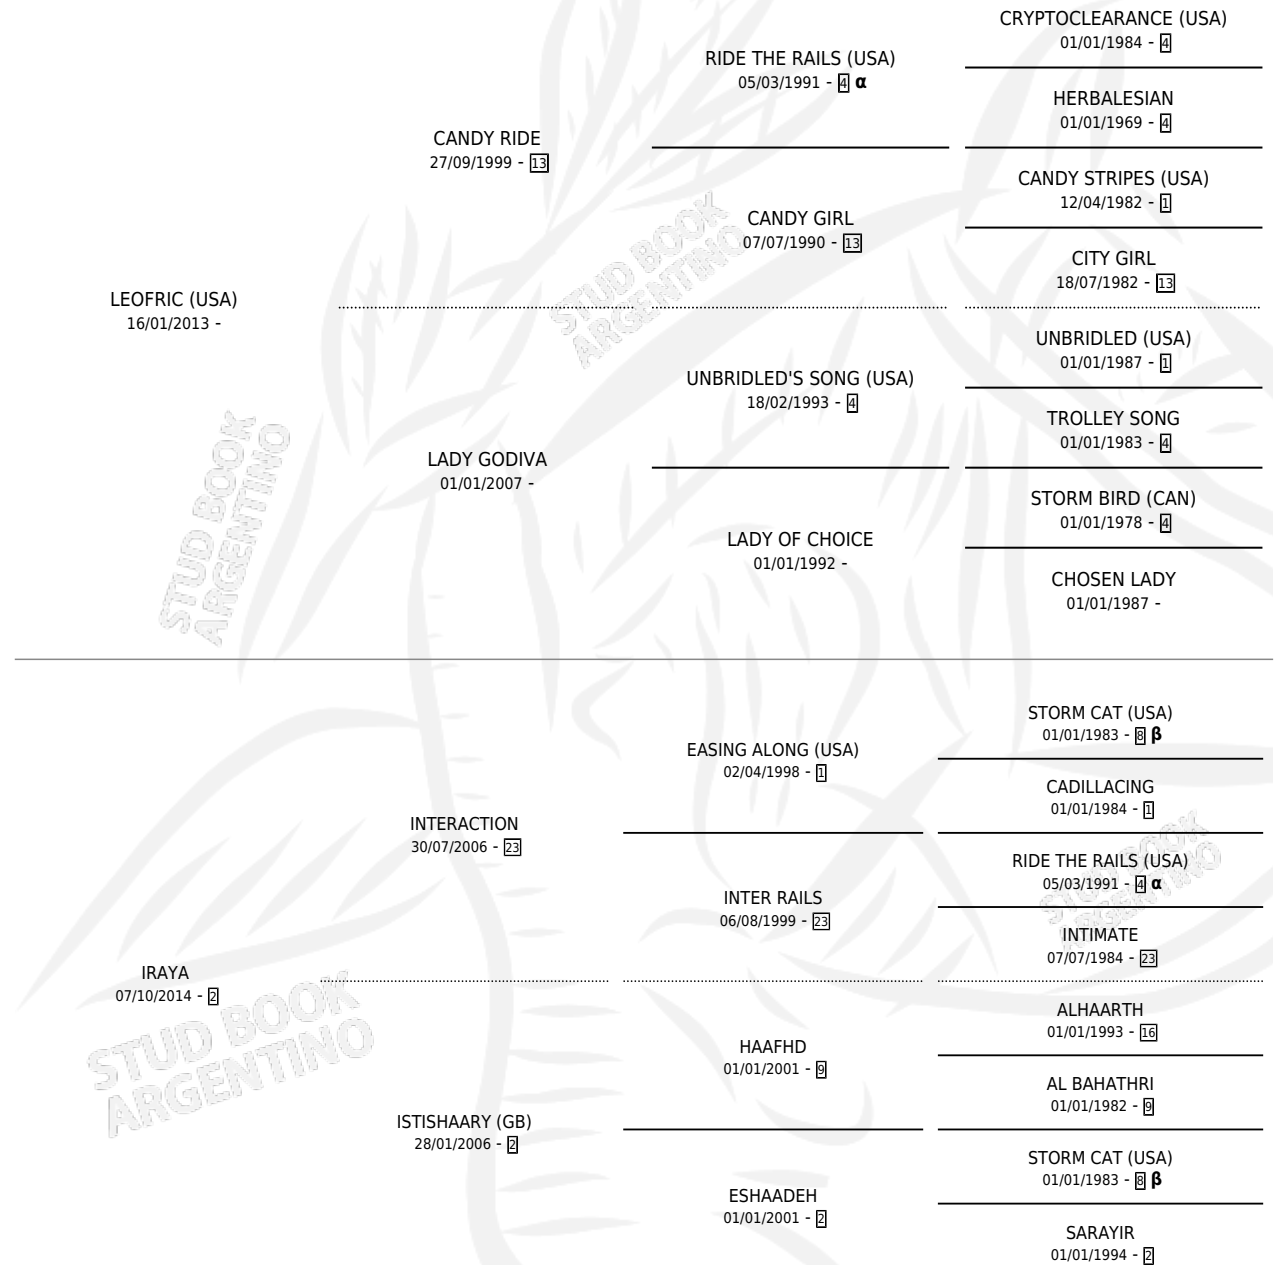 CRYPTOCLEARANCE (USA)
01/01/1984 - 4
RIDE THE RAILS (USA)
05/03/1991 - 4 α
HERBALESIAN
01/01/1969 - 4
CANDY RIDE
27/09/1999 - 13
CANDY STRIPES (USA)
12/04/1982 - 1
CANDY GIRL
07/07/1990 - 13
CITY GIRL
18/07/1982 - 13
LEOFRIC (USA)
16/01/2013 -
UNBRIDLED (USA)
01/01/1987 - 1
UNBRIDLED'S SONG (USA)
18/02/1993 - 4
TROLLEY SONG
01/01/1983 - 4
LADY GODIVA
01/01/2007 -
STORM BIRD (CAN)
01/01/1978 - 4
LADY OF CHOICE
01/01/1992 -
CHOSEN LADY
01/01/1987 -
STORM CAT (USA)
01/01/1983 - 8 β
EASING ALONG (USA)
02/04/1998 - 1
CADILLACING
01/01/1984 - 1
INTERACTION
30/07/2006 - 23
RIDE THE RAILS (USA)
05/03/1991 - 4 α
INTER RAILS
06/08/1999 - 23
INTIMATE
07/07/1984 - 23
IRAYA
07/10/2014 - 2
ALHAARTH
01/01/1993 - 16
HAAFHD
01/01/2001 - 9
AL BAHATHRI
01/01/1982 - 9
ISTISHAARY (GB)
28/01/2006 - 2
STORM CAT (USA)
01/01/1983 - 8 β
ESHAADEH
01/01/2001 - 2
SARAYIR
01/01/1994 - 2
STUD BOOK
ARGENTINO
STUD BOOK
ARGENTINO
STUD BOOK
ARGENTINO
STUD BOOK
ARGENTINO